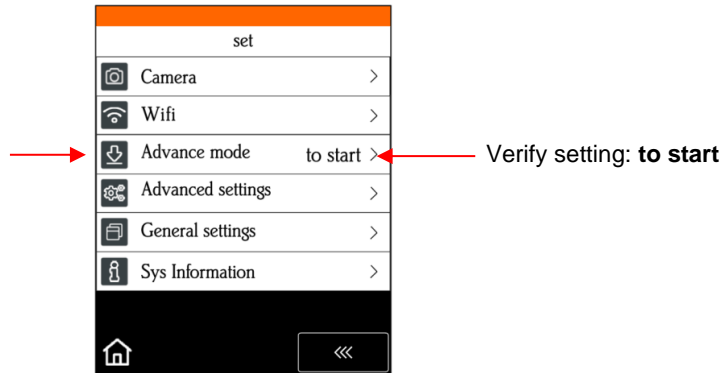 set
Camera
Wifi
Advance mode to start
Verify setting: to start
Advanced settings
General settings
Sys Information